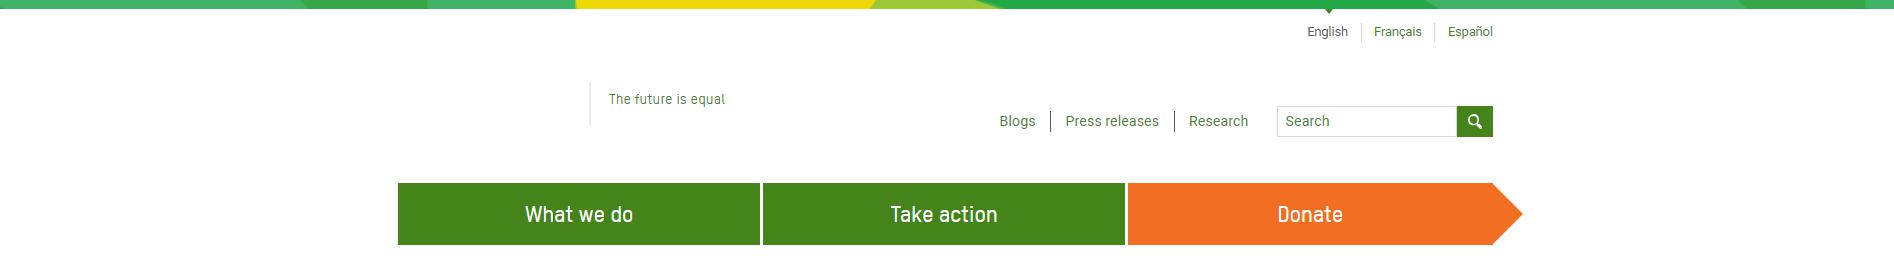 English Français Español
The future is equal
Blogs Press releases Research Search
What we do Take action Donate